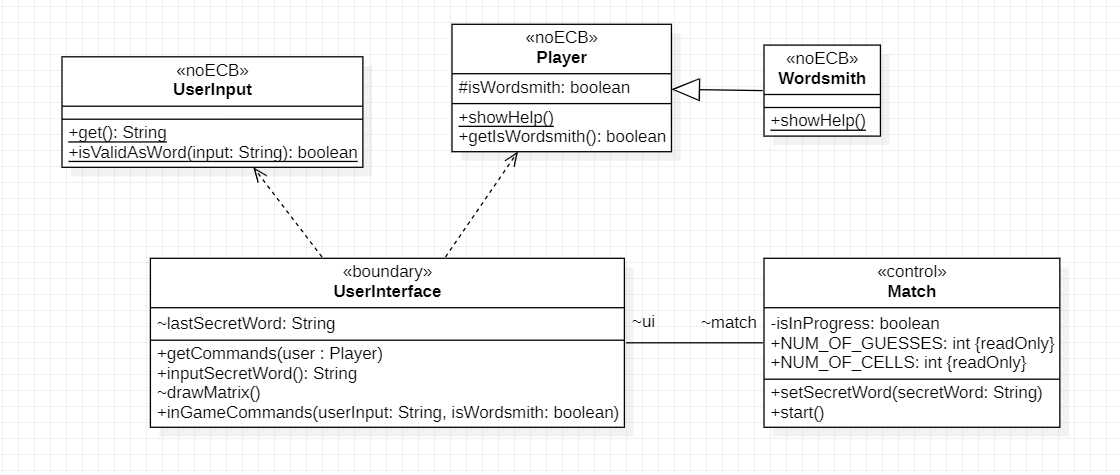 «noECB»
UserInput
+get(): String
+isValidAsWord(input: String): boolean
«noECB»
Player
#isWordsmith: boolean
+showHelp()
+getIsWordsmith(): boolean
«noECB»
Wordsmith
+showHelp()
«boundary»
UserInterface
~lastSecretWord: String
+getCommands(user : Player)
+inputSecretWord(): String
~drawMatrix()
+inGameCommands(userInput: String, isWordsmith: boolean)
~ui
~match
«control»
Match
-isInProgress: boolean
+NUM_OF_GUESSES: int {readOnly}
+NUM_OF_CELLS: int {readOnly}
+setSecretWord(secretWord: String)
+start()